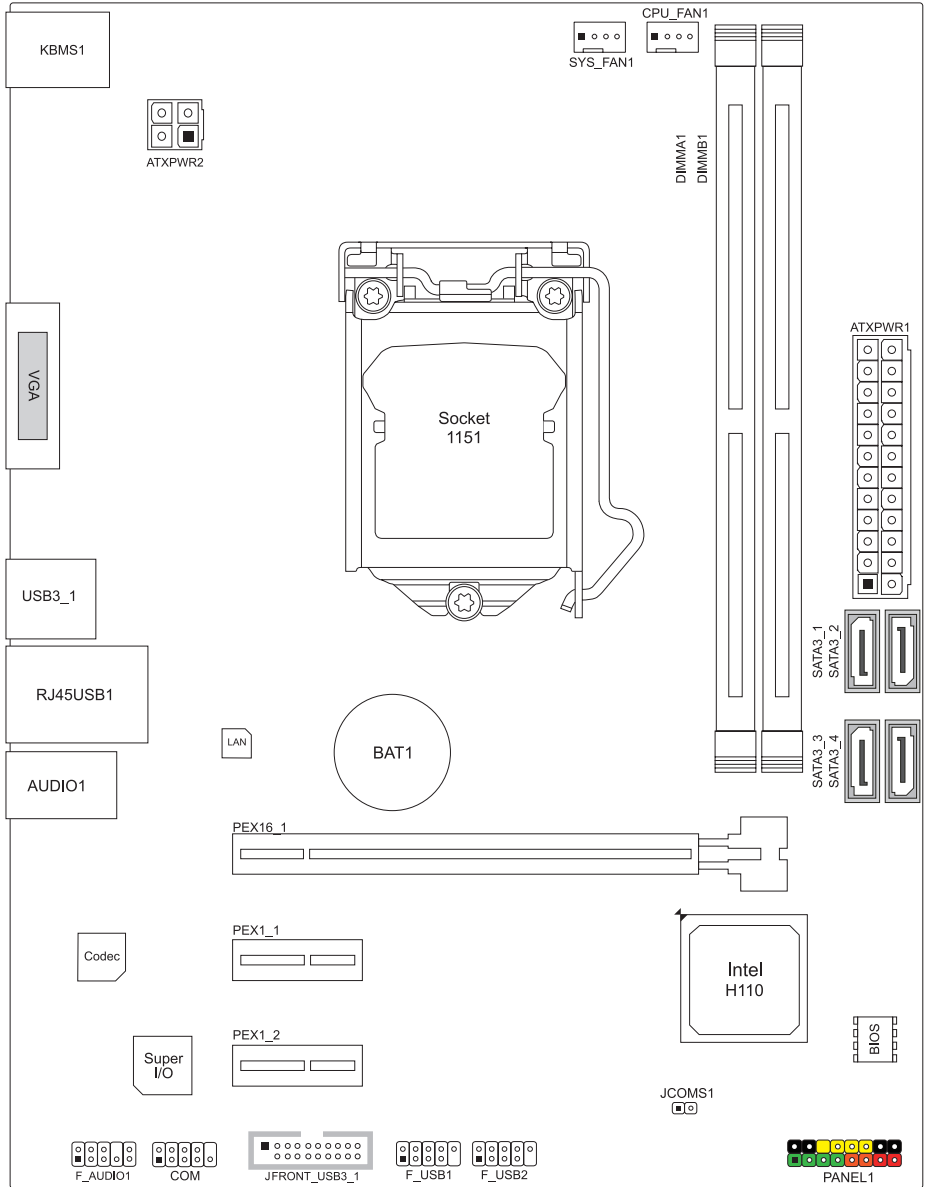 CPU_FAN1
KBMS1
SYS_FAN1
ATXPWR2
DIMMA1
DIMMB1
ATXPWR1
VGA
Socket
1151
USB3_1
SATA3_1
SATA3_2
RJ45USB1
LAN
BAT1
SATA3_3
SATA3_4
AUDIO1
PEX16_1
PEX1_1
Codec
Intel
H110
PEX1_2
BIOS
Super
I/O
JCOMS1
F_AUDIO1
COM
JFRONT_USB3_1
F_USB1
F_USB2
PANEL1